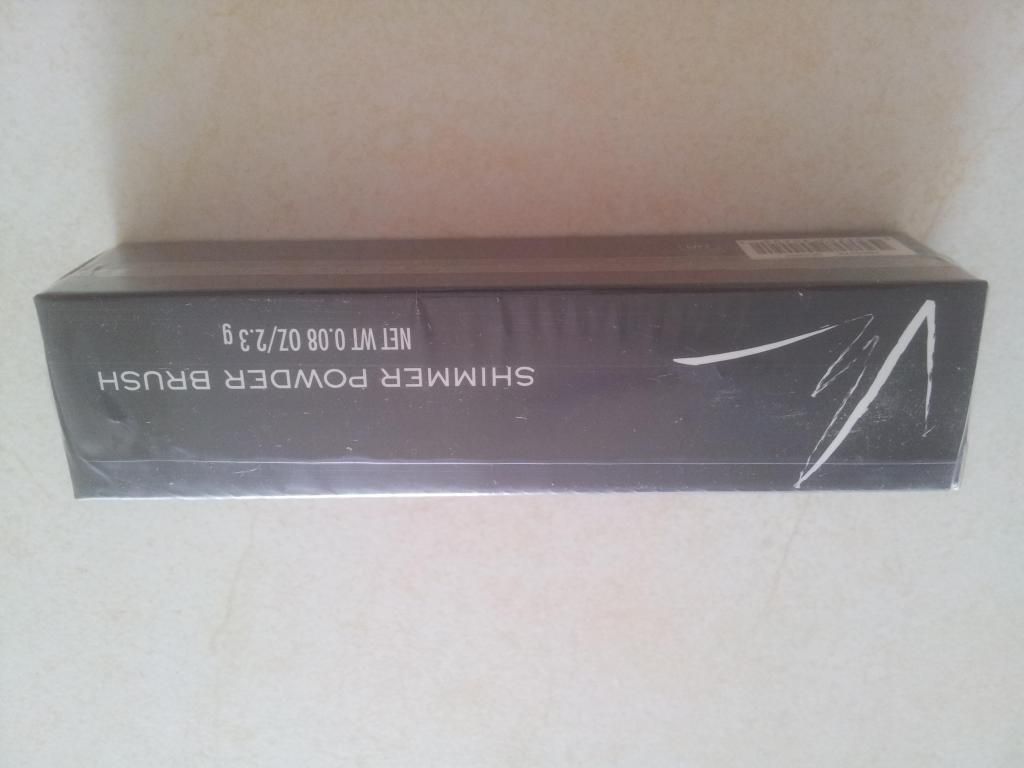 SHIMMER POWDER BRUSH
NET WT 0.08 OZ/2.3 g